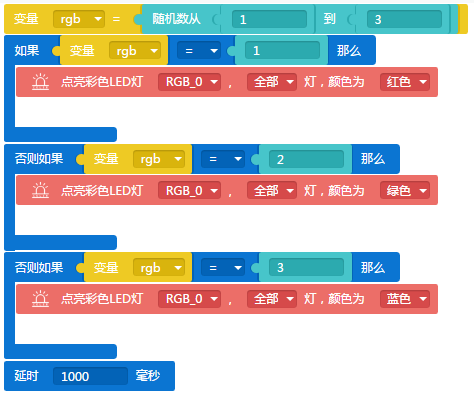 变量 rgb = 随机数从 1 到 3
如果 变量 rgb = 1 那么
点亮彩色LED灯 RGB_0 , 全部 灯,颜色为 红色
否则如果 变量 rgb = 2 那么
点亮彩色LED灯 RGB_0 , 全部 灯,颜色为 绿色
否则如果 变量 rgb = 3 那么
点亮彩色LED灯 RGB_0 , 全部 灯,颜色为 蓝色
延时 1000 毫秒